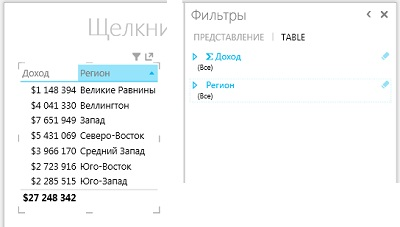 Щелкни
Доход Регион
$1 148 394 Великие Равнины
$4 041 330 Веллингтон
$7 651 949 Запад
$5 431 069 Северо-Восток
$3 966 170 Средний Запад
$2 723 916 Юго-Восток
$2 285 515 Юго-Запад
$27 248 342
Фильтры
ПРЕДСТАВЛЕНИЕ | TABLE
Σ Доход
(Все)
Регион
(Все)